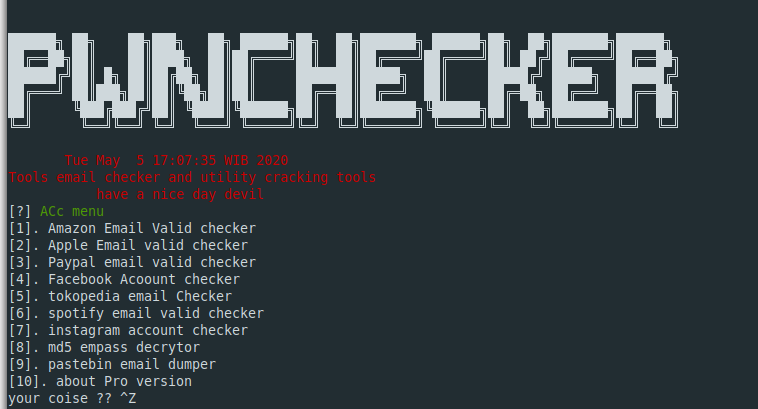 PWNCHECKER
Tue May  5 17:07:35 WIB 2020
Tools email checker and utility cracking tools
have a nice day devil
[?] ACc menu
[1]. Amazon Email Valid checker
[2]. Apple Email valid checker
[3]. Paypal email valid checker
[4]. Facebook Acoount checker
[5]. tokopedia email Checker
[6]. spotify email valid checker
[7]. instagram account checker
[8]. md5 empass decrytor
[9]. pastebin email dumper
[10]. about Pro version
your coise ?? ^Z